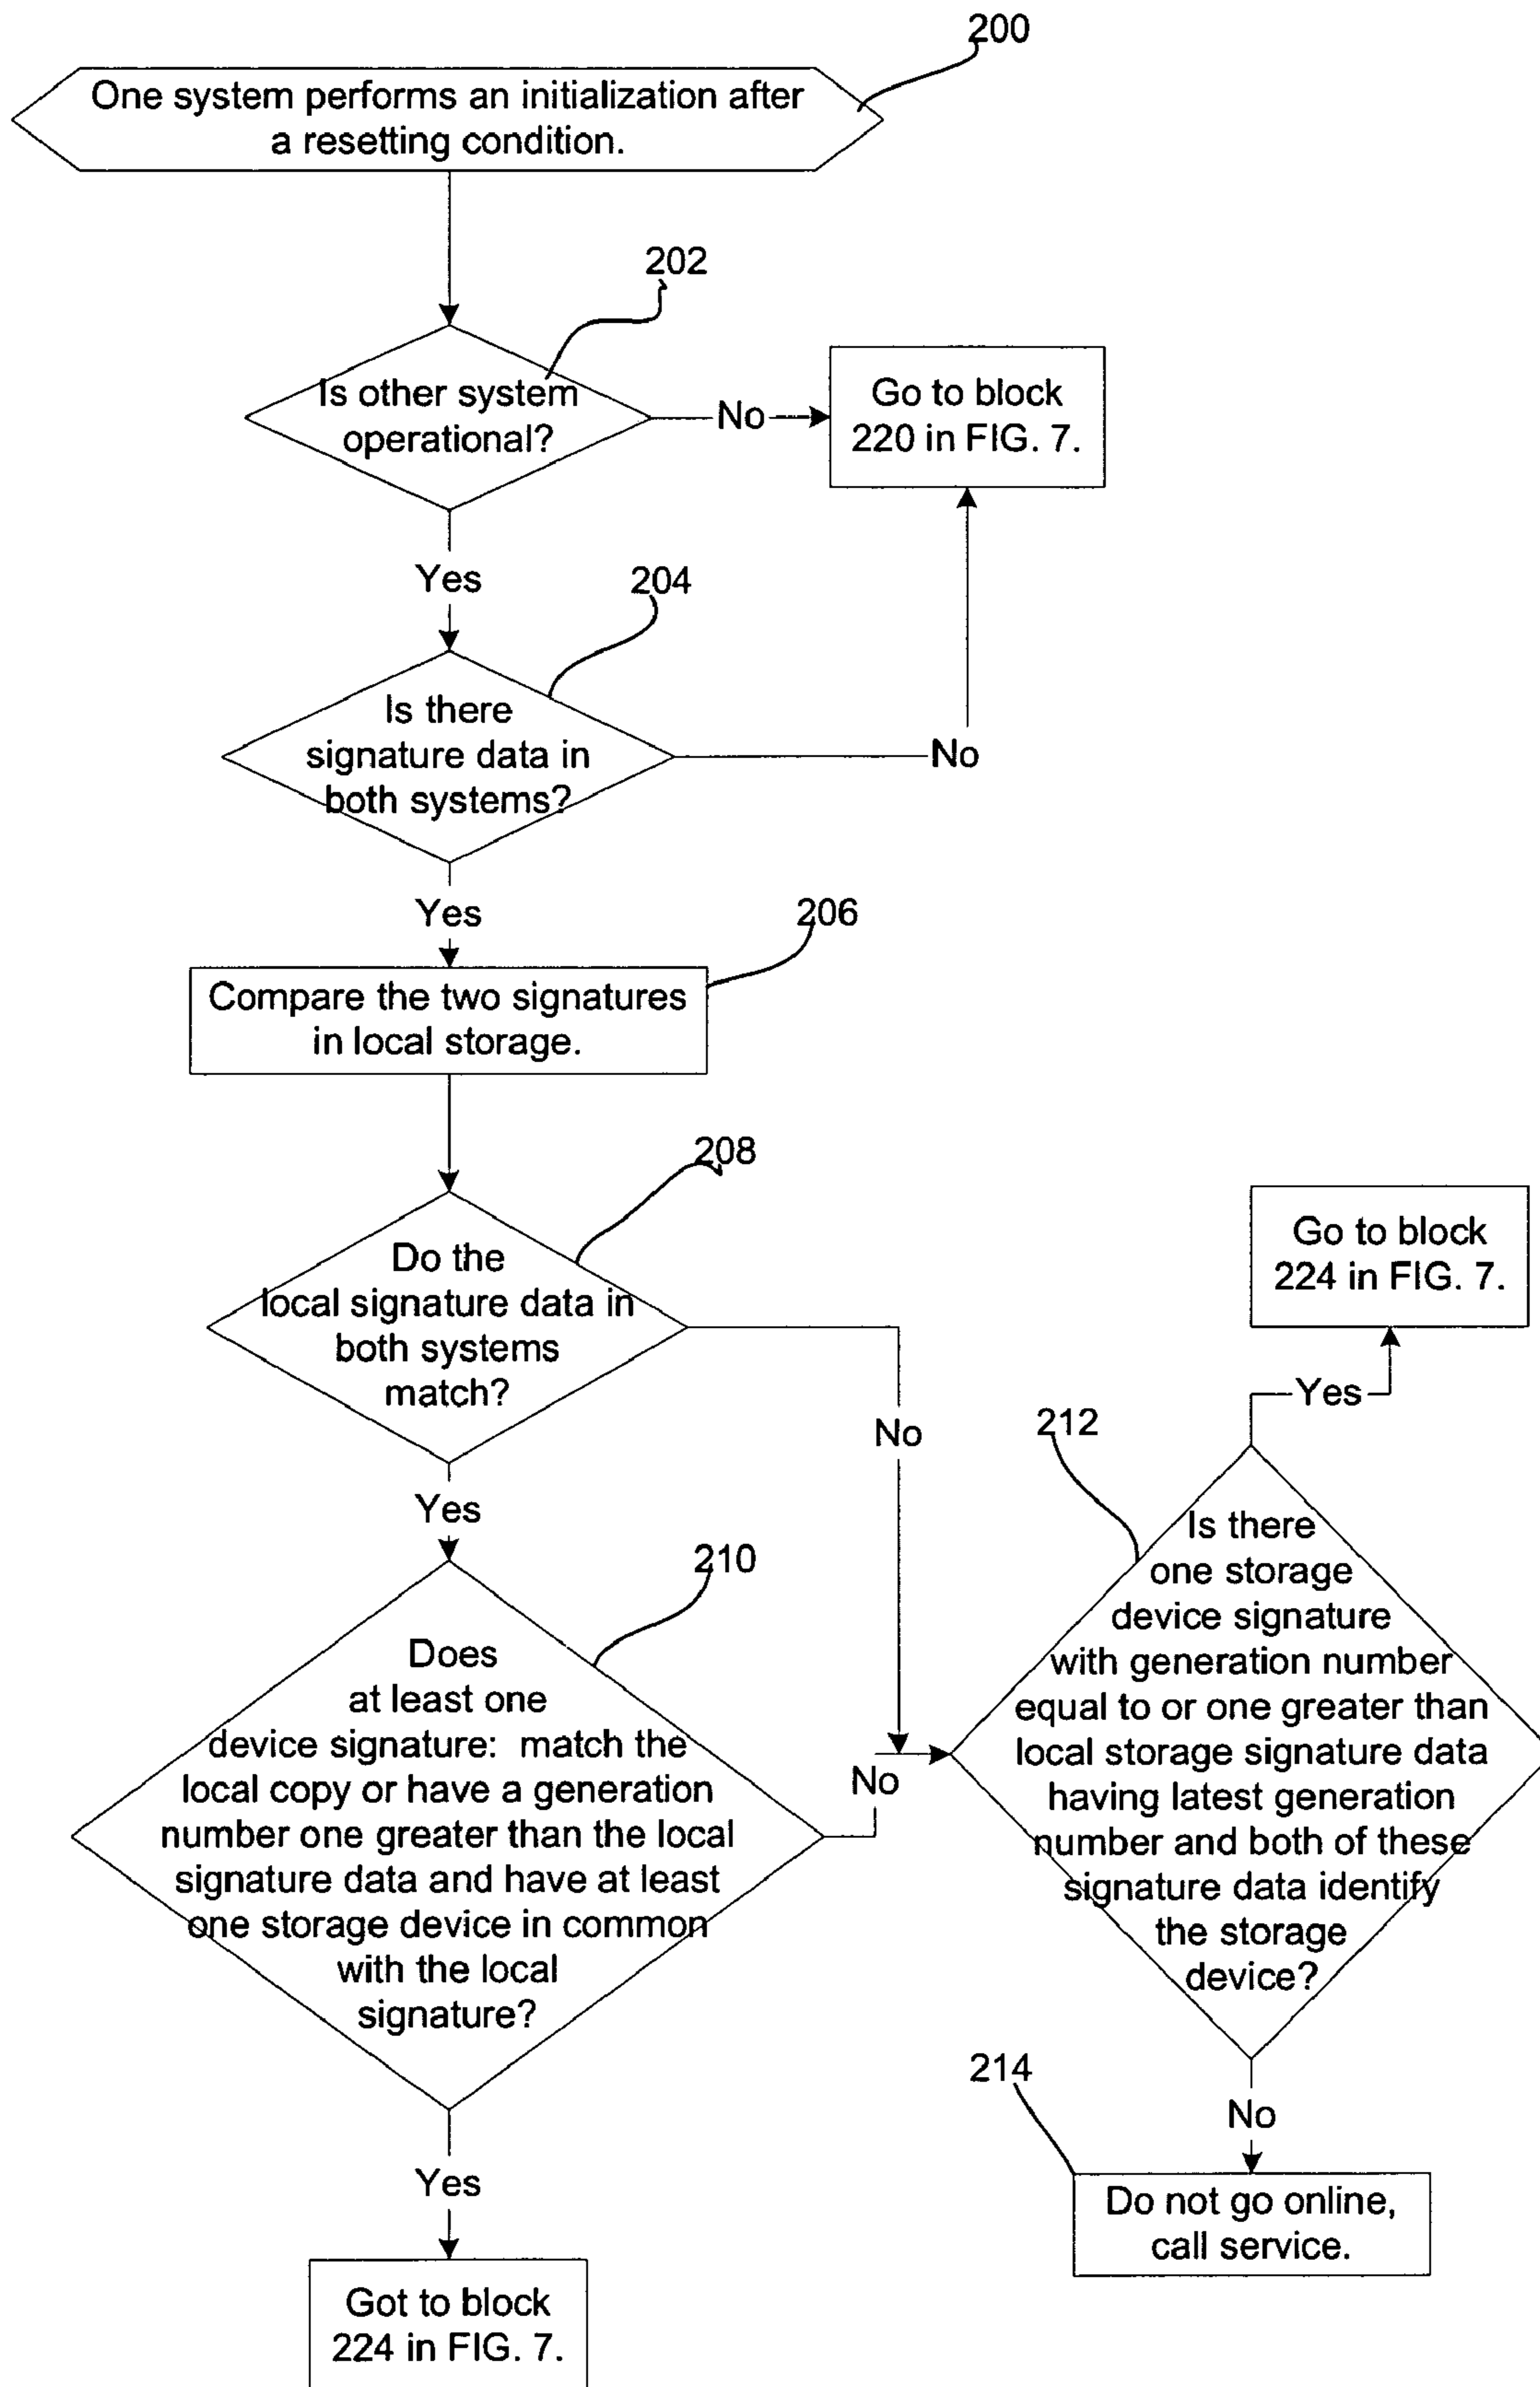 200
One system performs an initialization after
a resetting condition.
202
Is other system
operational?
No
Go to block
220 in FIG. 7.
Yes
204
Is there
signature data in
both systems?
No
Yes
206
Compare the two signatures
in local storage.
208
Do the
local signature data in
both systems
match?
No
Yes
210
Does
at least one
device signature: match the
local copy or have a generation
number one greater than the local
signature data and have at least
one storage device in common
with the local
signature?
No
Yes
Got to block
224 in FIG. 7.
Go to block
224 in FIG. 7.
Yes
212
Is there
one storage
device signature
with generation number
equal to or one greater than
local storage signature data
having latest generation
number and both of these
signature data identify
the storage
device?
No
214
Do not go online,
call service.